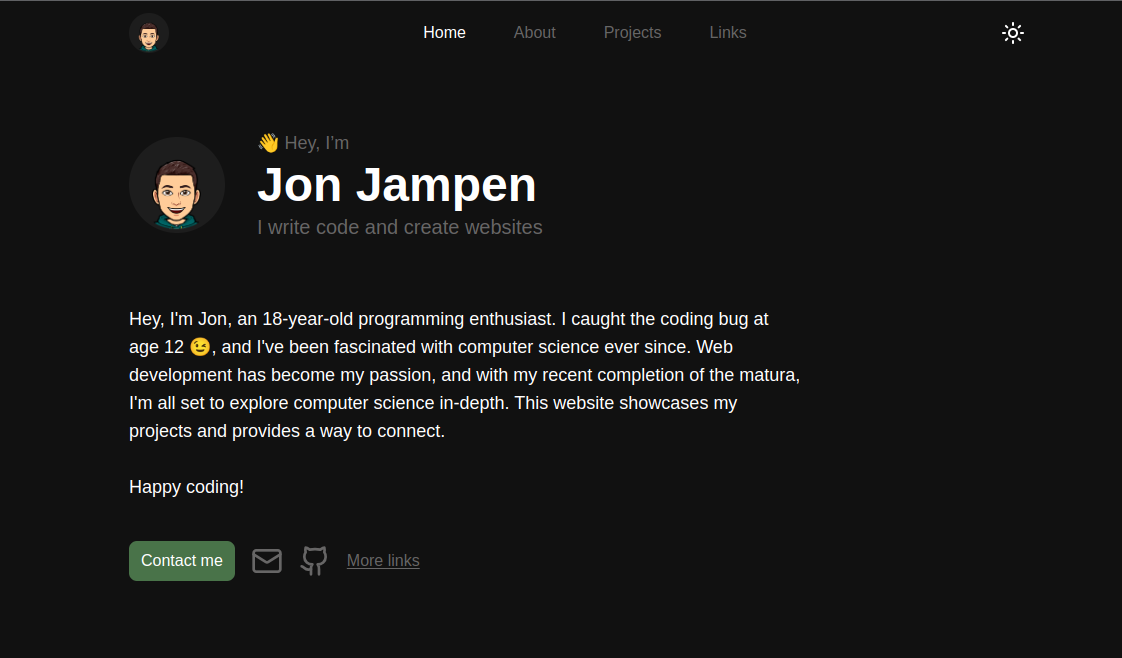 Home About Projects Links
👋 Hey, I’m
Jon Jampen
I write code and create websites
Hey, I'm Jon, an 18-year-old programming enthusiast. I caught the coding bug at
age 12 😉, and I've been fascinated with computer science ever since. Web
development has become my passion, and with my recent completion of the matura,
I'm all set to explore computer science in-depth. This website showcases my
projects and provides a way to connect.
Happy coding!
Contact me More links